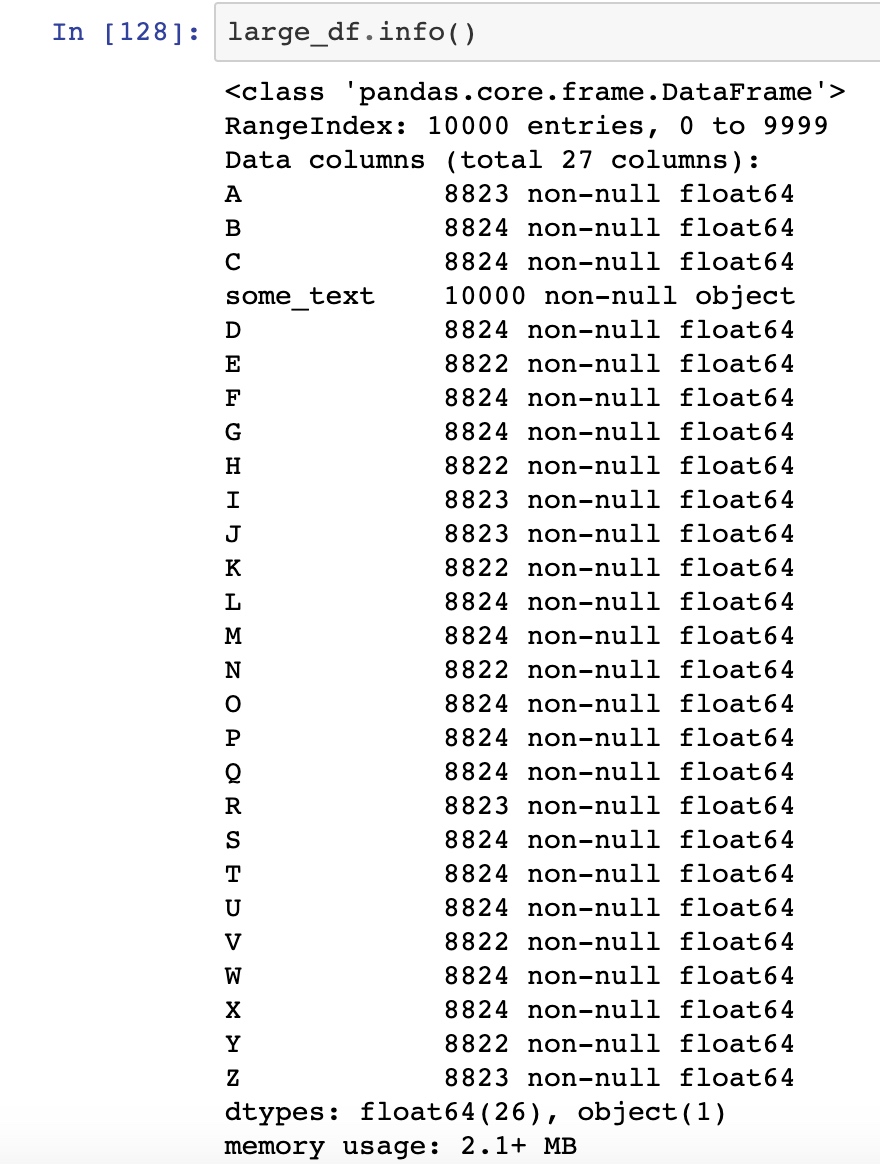 In [128]: large_df.info()
<class 'pandas.core.frame.DataFrame'>
RangeIndex: 10000 entries, 0 to 9999
Data columns (total 27 columns):
A 8823 non-null float64
B 8824 non-null float64
C 8824 non-null float64
some_text 10000 non-null object
D 8824 non-null float64
E 8822 non-null float64
F 8824 non-null float64
G 8824 non-null float64
H 8822 non-null float64
I 8823 non-null float64
J 8823 non-null float64
K 8822 non-null float64
L 8824 non-null float64
M 8824 non-null float64
N 8822 non-null float64
O 8824 non-null float64
P 8824 non-null float64
Q 8824 non-null float64
R 8823 non-null float64
S 8824 non-null float64
T 8824 non-null float64
U 8824 non-null float64
V 8822 non-null float64
W 8824 non-null float64
X 8824 non-null float64
Y 8822 non-null float64
Z 8823 non-null float64
dtypes: float64(26), object(1)
memory usage: 2.1+ MB